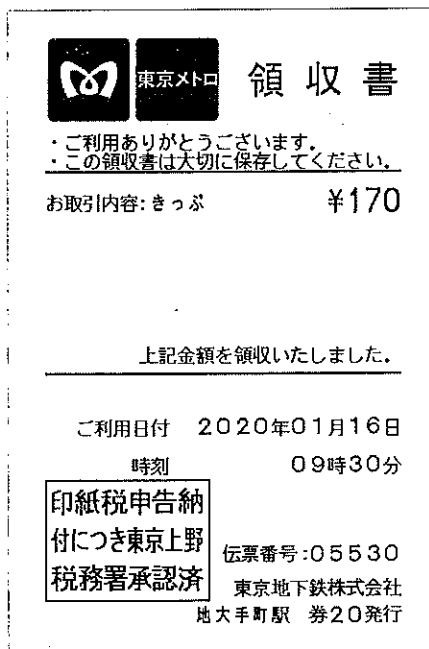 東京メトロ 領収書
・ご利用ありがとうございます.
・この領収書は大切に保存してください.
お取引内容:きっぷ ¥170
上記金額を領収いたしました.
ご利用日付 2020年01月16日
時刻 09時30分
印紙税申告納
付につき東京上野
税務署承認済
伝票番号:05530
東京地下鉄株式会社
地大手町駅 券20発行